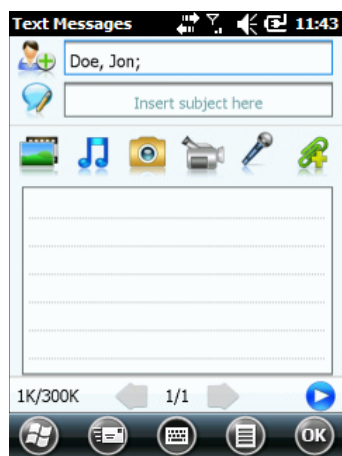 Text Messages 11:43
Doe, Jon;
Insert subject here
1K/300K 1/1
OK